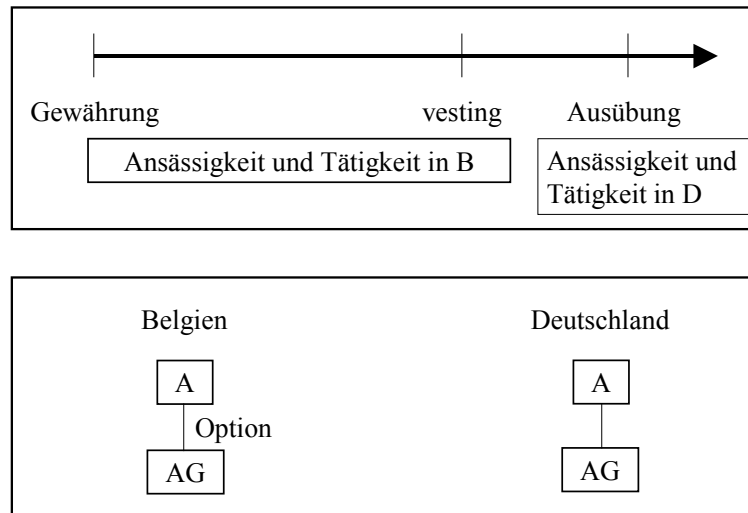 Gewährung vesting Ausübung
Ansässigkeit und Tätigkeit in B
Ansässigkeit und
Tätigkeit in D
Belgien Deutschland
A A
Option
AG AG